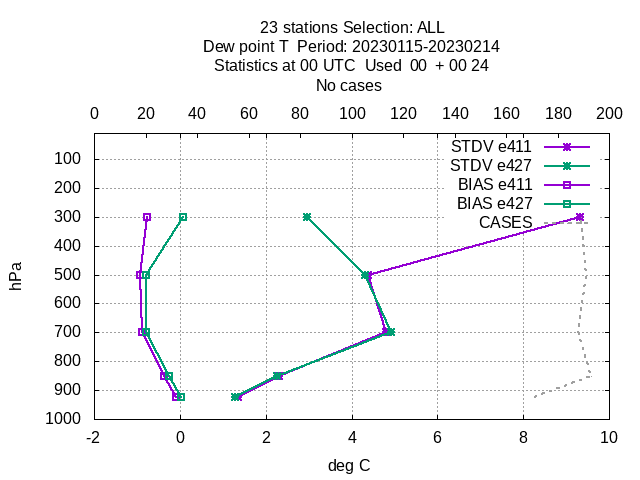 23 stations Selection: ALL
Dew point T  Period: 20230115-20230214
Statistics at 00 UTC  Used  00  + 00 24
No cases
0 20 40 60 80 100 120 140 160 180 200
STDV e411
STDV e427
BIAS e411
BIAS e427
CASES
100
200
300
400
500
600
700
800
900
1000
hPa
-2 0 2 4 6 8 10
deg C